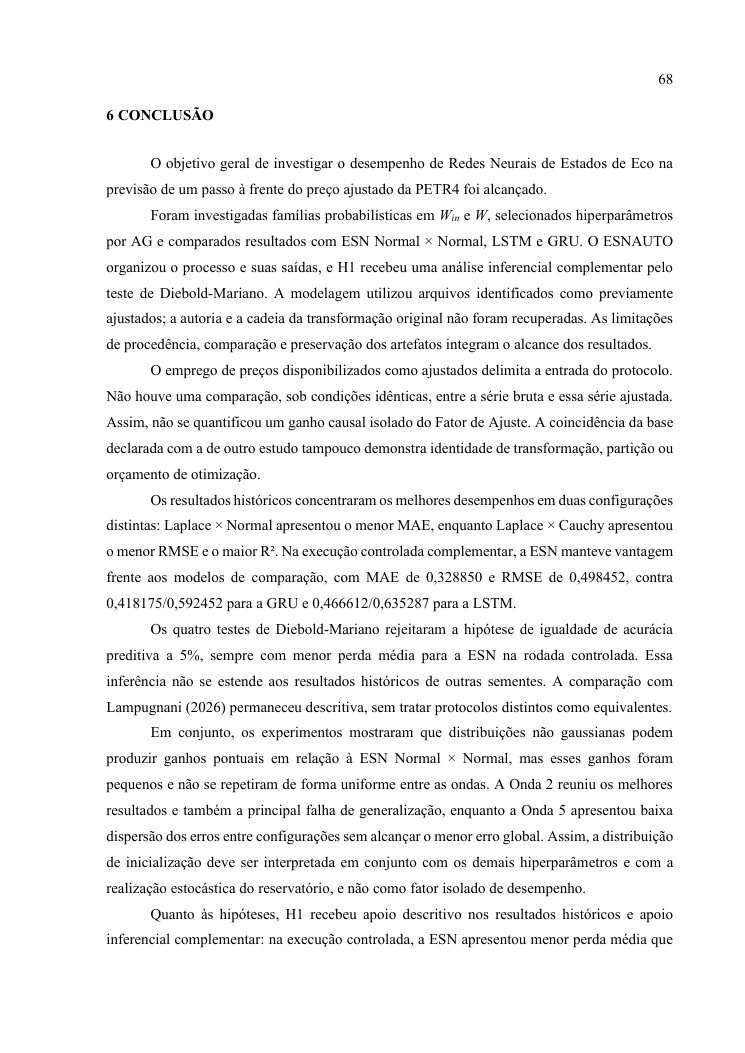 68
6 CONCLUSÃO
O objetivo geral de investigar o desempenho de Redes Neurais de Estados de Eco na
previsão de um passo à frente do preço ajustado da PETR4 foi alcançado.
Foram investigadas famílias probabilísticas em Win e W, selecionados hiperparâmetros
por AG e comparados resultados com ESN Normal × Normal, LSTM e GRU. O ESNAUTO
organizou o processo e suas saídas, e H1 recebeu uma análise inferencial complementar pelo
teste de Diebold-Mariano. A modelagem utilizou arquivos identificados como previamente
ajustados; a autoria e a cadeia da transformação original não foram recuperadas. As limitações
de procedência, comparação e preservação dos artefatos integram o alcance dos resultados.
O emprego de preços disponibilizados como ajustados delimita a entrada do protocolo.
Não houve uma comparação, sob condições idênticas, entre a série bruta e essa série ajustada.
Assim, não se quantificou um ganho causal isolado do Fator de Ajuste. A coincidência da base
declarada com a de outro estudo tampouco demonstra identidade de transformação, partição ou
orçamento de otimização.
Os resultados históricos concentraram os melhores desempenhos em duas configurações
distintas: Laplace × Normal apresentou o menor MAE, enquanto Laplace × Cauchy apresentou
o menor RMSE e o maior R². Na execução controlada complementar, a ESN manteve vantagem
frente aos modelos de comparação, com MAE de 0,328850 e RMSE de 0,498452, contra
0,418175/0,592452 para a GRU e 0,466612/0,635287 para a LSTM.
Os quatro testes de Diebold-Mariano rejeitaram a hipótese de igualdade de acurácia
preditiva a 5%, sempre com menor perda média para a ESN na rodada controlada. Essa
inferência não se estende aos resultados históricos de outras sementes. A comparação com
Lampugnani (2026) permaneceu descritiva, sem tratar protocolos distintos como equivalentes.
Em conjunto, os experimentos mostraram que distribuições não gaussianas podem
produzir ganhos pontuais em relação à ESN Normal × Normal, mas esses ganhos foram
pequenos e não se repetiram de forma uniforme entre as ondas. A Onda 2 reuniu os melhores
resultados e também a principal falha de generalização, enquanto a Onda 5 apresentou baixa
dispersão dos erros entre configurações sem alcançar o menor erro global. Assim, a distribuição
de inicialização deve ser interpretada em conjunto com os demais hiperparâmetros e com a
realização estocástica do reservatório, e não como fator isolado de desempenho.
Quanto às hipóteses, H1 recebeu apoio descritivo nos resultados históricos e apoio
inferencial complementar: na execução controlada, a ESN apresentou menor perda média que